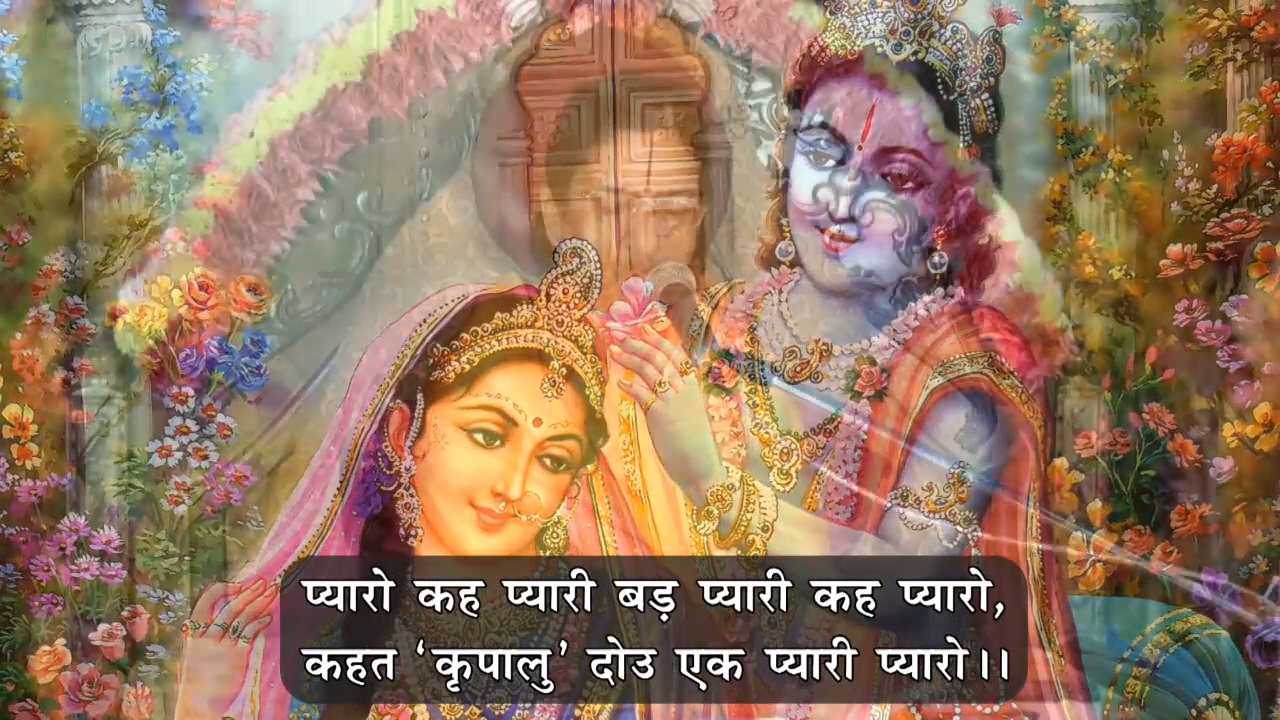 प्यारो कह प्यारी बड़ प्यारी कह प्यारो,
कहत ‘कृपालु’ दोउ एक प्यारी प्यारो।।